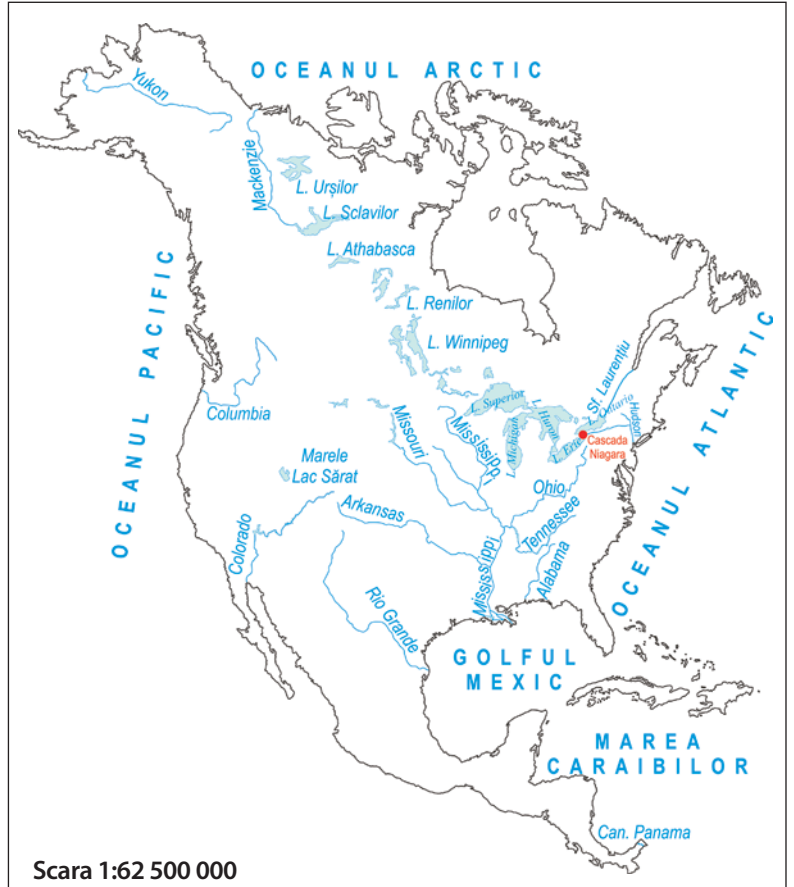 OCEANUL ARCTIC
Yukon
Mackenzie
L. Urșilor
L. Sclavilor
L. Athabasca
L. Renilor
L. Winnipeg
OCEANUL PACIFIC
OCEANUL ATLANTIC
Sf. Laurențiu
L. Superior
L. Huron
L. Ontario
L. Michigan
L. Erie
Hudson
Cascada
Niagara
Columbia
Missouri
Mississippi
Marele
Lac Sărat
Ohio
Arkansas
Tennessee
Colorado
Mississippi
Alabama
Rio Grande
GOLFUL
MEXIC
MAREA
CARAIBILOR
Can. Panama
Scara 1:62 500 000